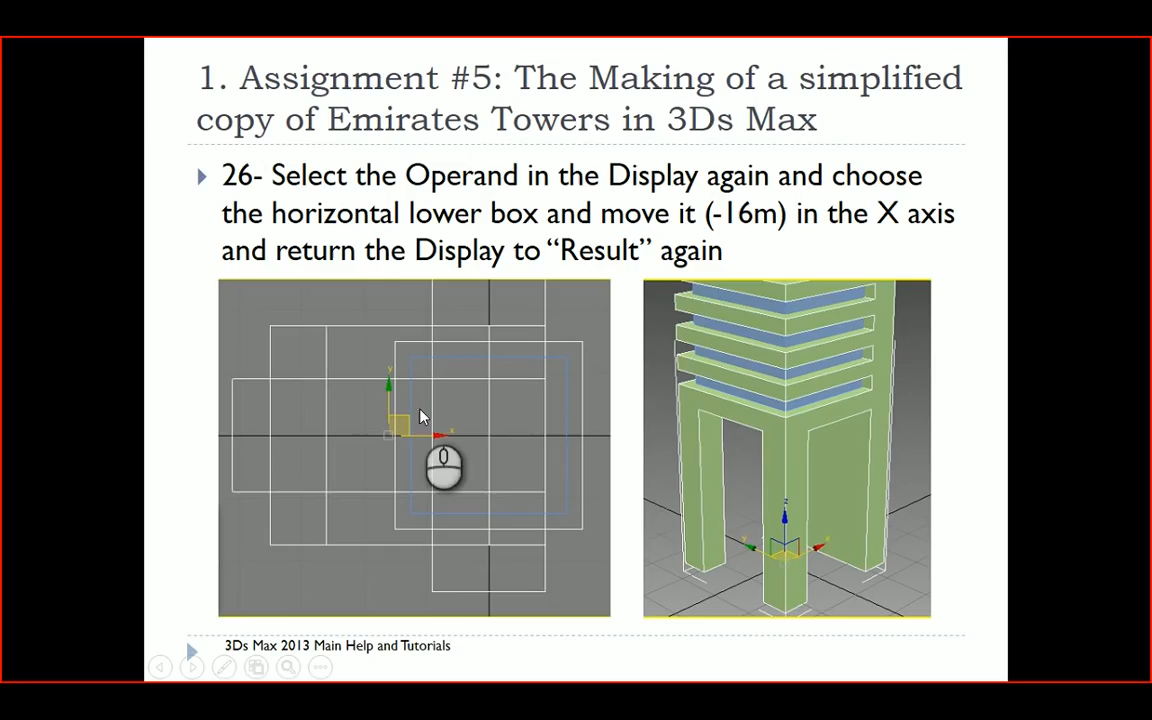 1. Assignment #5: The Making of a simplified
copy of Emirates Towers in 3Ds Max
26- Select the Operand in the Display again and choose
the horizontal lower box and move it (-16m) in the X axis
and return the Display to “Result” again
y
x
z
y
x
3Ds Max 2013 Main Help and Tutorials